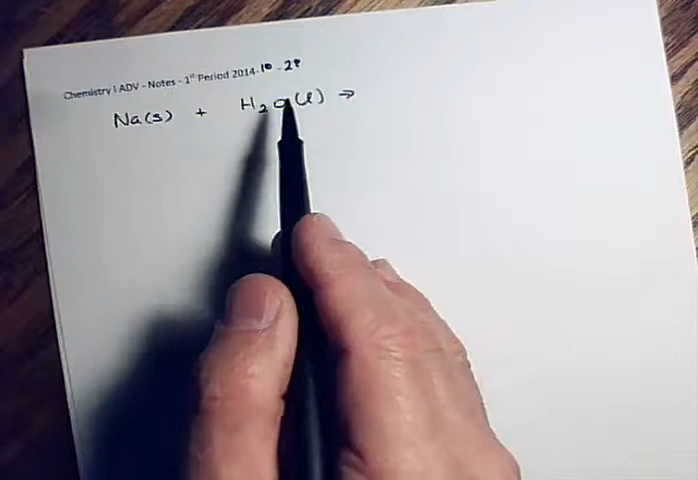 Chemistry I ADV - Notes - 1st Period 2014-10-28
Na(s) + H₂O(l) →